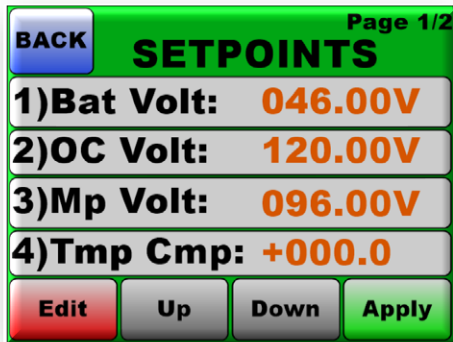 BACK
Page 1/2
SETPOINTS
1)Bat Volt: 046.00V
2)OC Volt: 120.00V
3)Mp Volt: 096.00V
4)Tmp Cmp: +000.0
Edit Up Down Apply